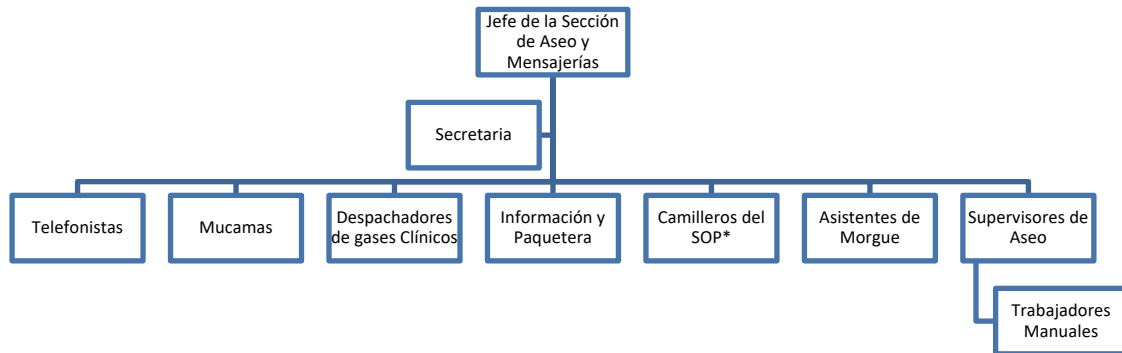 Jefe de la Sección
de Aseo y
Mensajerías
Secretaria
Telefonistas
Mucamas
Despachadores
de gases Clínicos
Información y
Paquetera
Camilleros del
SOP*
Asistentes de
Morgue
Supervisores de
Aseo
Trabajadores
Manuales